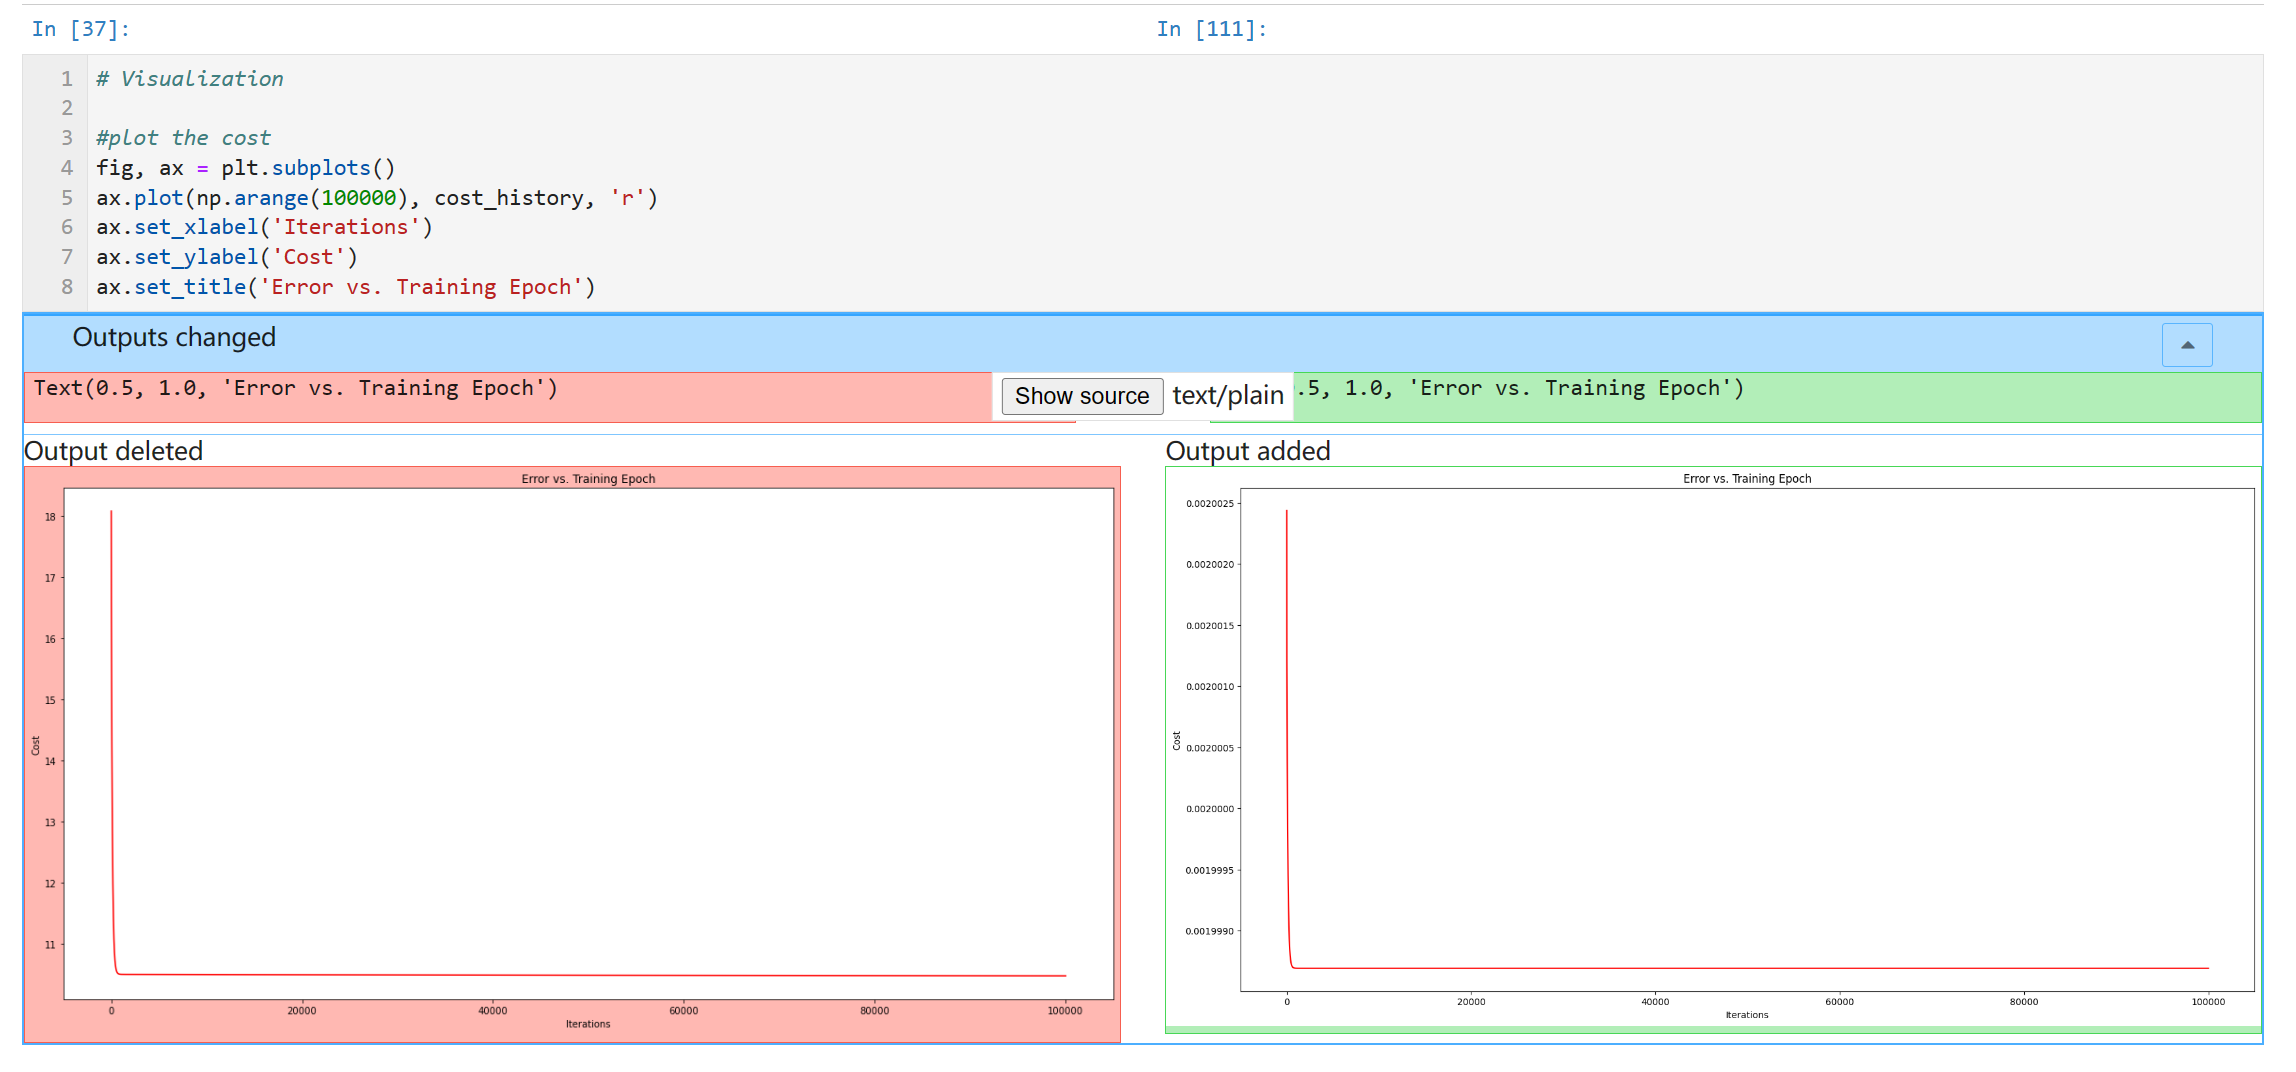 In [37]:
In [111]:
1 # Visualization
2
3 #plot the cost
4 fig, ax = plt.subplots()
5 ax.plot(np.arange(100000), cost_history, 'r')
6 ax.set_xlabel('Iterations')
7 ax.set_ylabel('Cost')
8 ax.set_title('Error vs. Training Epoch')
Outputs changed
Text(0.5, 1.0, 'Error vs. Training Epoch')
Show source text/plain
.5, 1.0, 'Error vs. Training Epoch')
Output deleted
Error vs. Training Epoch
18
17
16
15
14
13
12
11
Cost
0 20000 40000 60000 80000 100000
Iterations
Output added
Error vs. Training Epoch
0.0020025
0.0020020
0.0020015
0.0020010
0.0020005
0.0020000
0.0019995
0.0019990
Cost
0 20000 40000 60000 80000 100000
Iterations